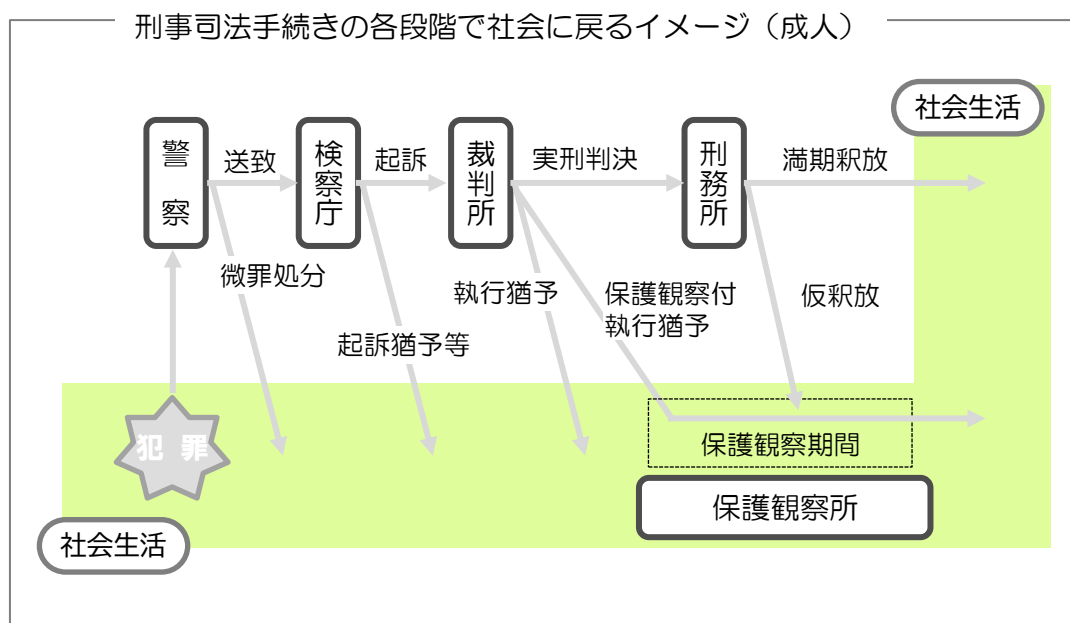 刑事司法手続きの各段階で社会に戻るイメージ（成人）
社会生活
警察
送致
検察庁
起訴
裁判所
実刑判決
刑務所
満期釈放
微罪処分
起訴猶予等
執行猶予
保護観察付
執行猶予
仮釈放
犯罪
保護観察期間
保護観察所
社会生活